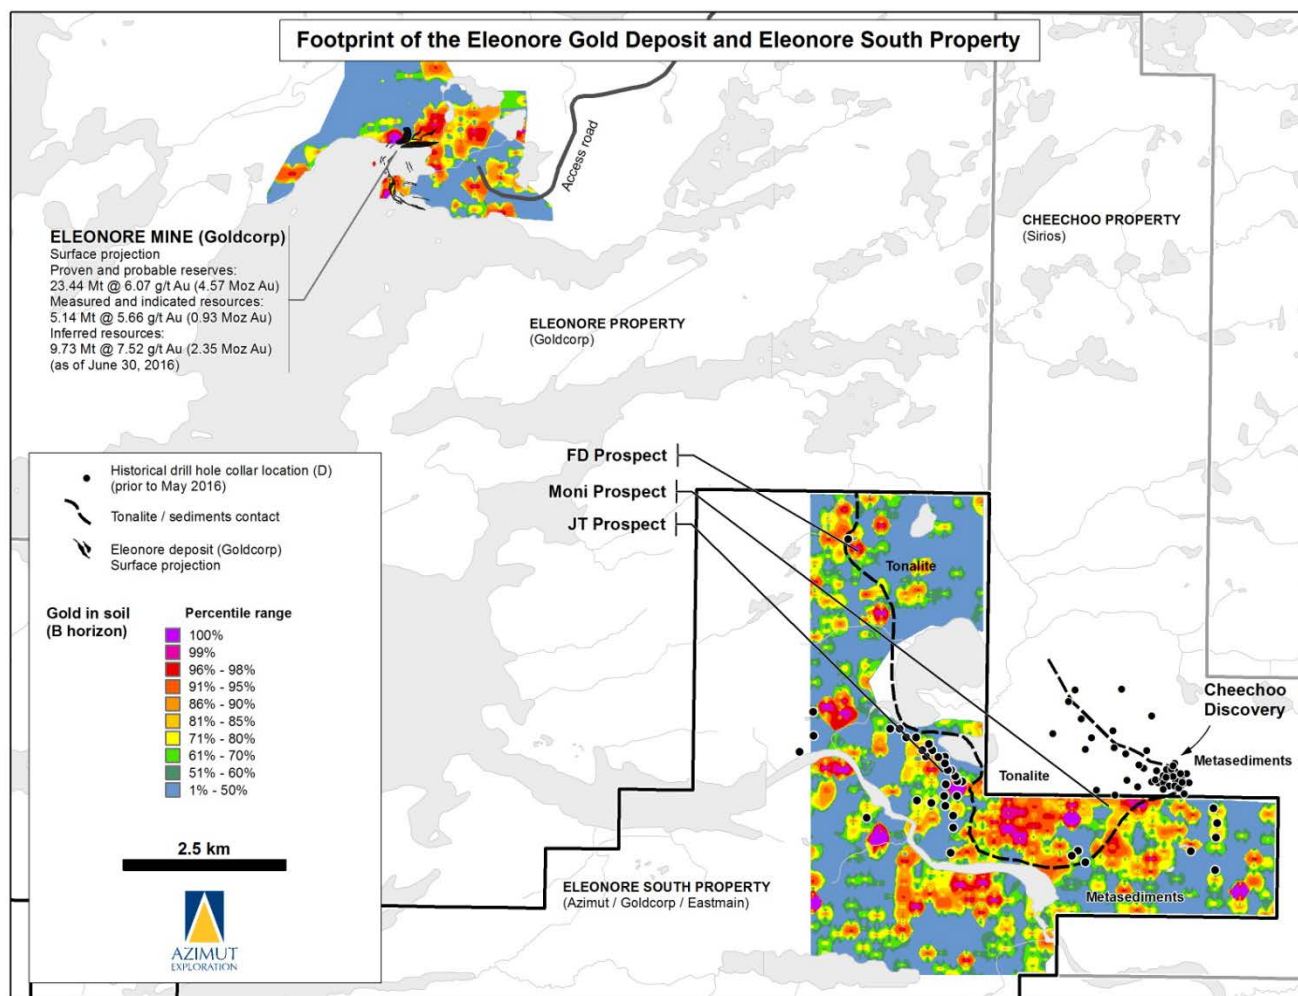 Footprint of the Eleonore Gold Deposit and Eleonore South Property
Access road
ELEONORE MINE (Goldcorp)
Surface projection
Proven and probable reserves:
23.44 Mt @ 6.07 g/t Au (4.57 Moz Au)
Measured and indicated resources:
5.14 Mt @ 5.66 g/t Au (0.93 Moz Au)
Inferred resources:
9.73 Mt @ 7.52 g/t Au (2.35 Moz Au)
(as of June 30, 2016)
CHEECHOO PROPERTY
(Sirios)
ELEONORE PROPERTY
(Goldcorp)
FD Prospect
Moni Prospect
JT Prospect
Historical drill hole collar location (D)
(prior to May 2016)
Tonalite / sediments contact
Eleonore deposit (Goldcorp)
Surface projection
Gold in soil
(B horizon)
Percentile range
100%
99%
96% - 98%
91% - 95%
86% - 90%
81% - 85%
71% - 80%
61% - 70%
51% - 60%
1% - 50%
2.5 km
AZIMUT
EXPLORATION
Tonalite
Cheechoo
Discovery
Metasediments
Tonalite
ELEONORE SOUTH PROPERTY
(Azimut / Goldcorp / Eastmain)
Metasediments